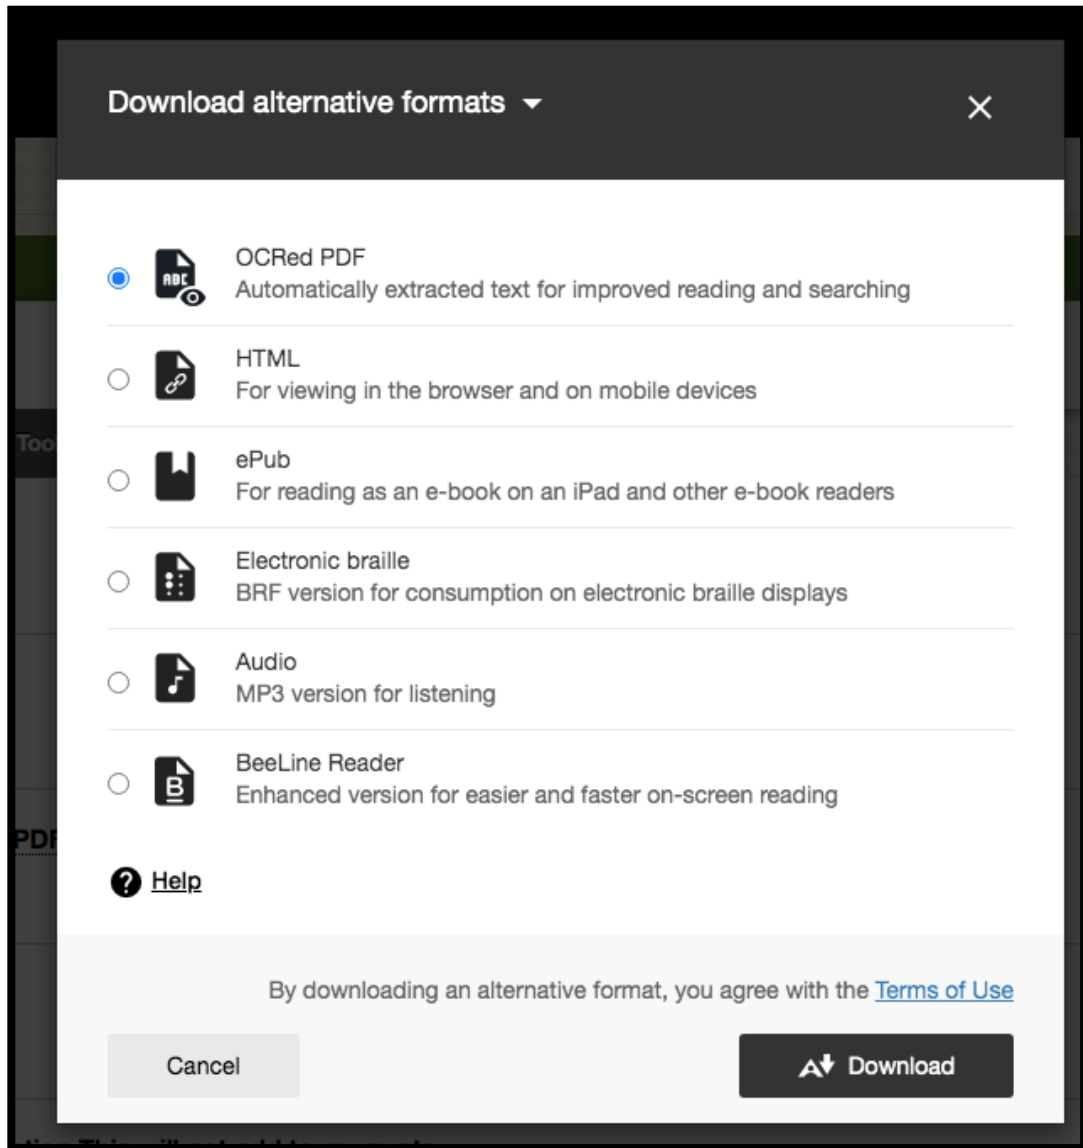 Download alternative formats
OCRed PDF
Automatically extracted text for improved reading and searching
HTML
For viewing in the browser and on mobile devices
ePub
For reading as an e-book on an iPad and other e-book readers
Electronic braille
BRF version for consumption on electronic braille displays
Audio
MP3 version for listening
BeeLine Reader
Enhanced version for easier and faster on-screen reading
Help
By downloading an alternative format, you agree with the Terms of Use
Cancel
Download